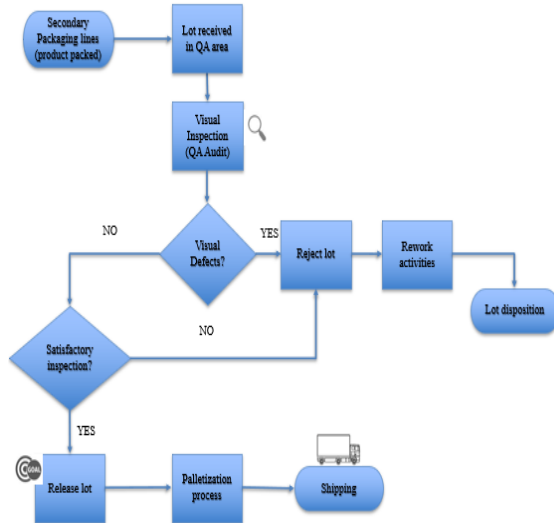 Secondary
Packaging lines
(product packed)
Lot received
in QA area
Visual
Inspection
(QA Audit)
NO
Visual
Defects?
YES
Reject lot
Rework
activities
Lot disposition
NO
Satisfactory
inspection?
YES
GOAL
Release lot
Palletization
process
Shipping